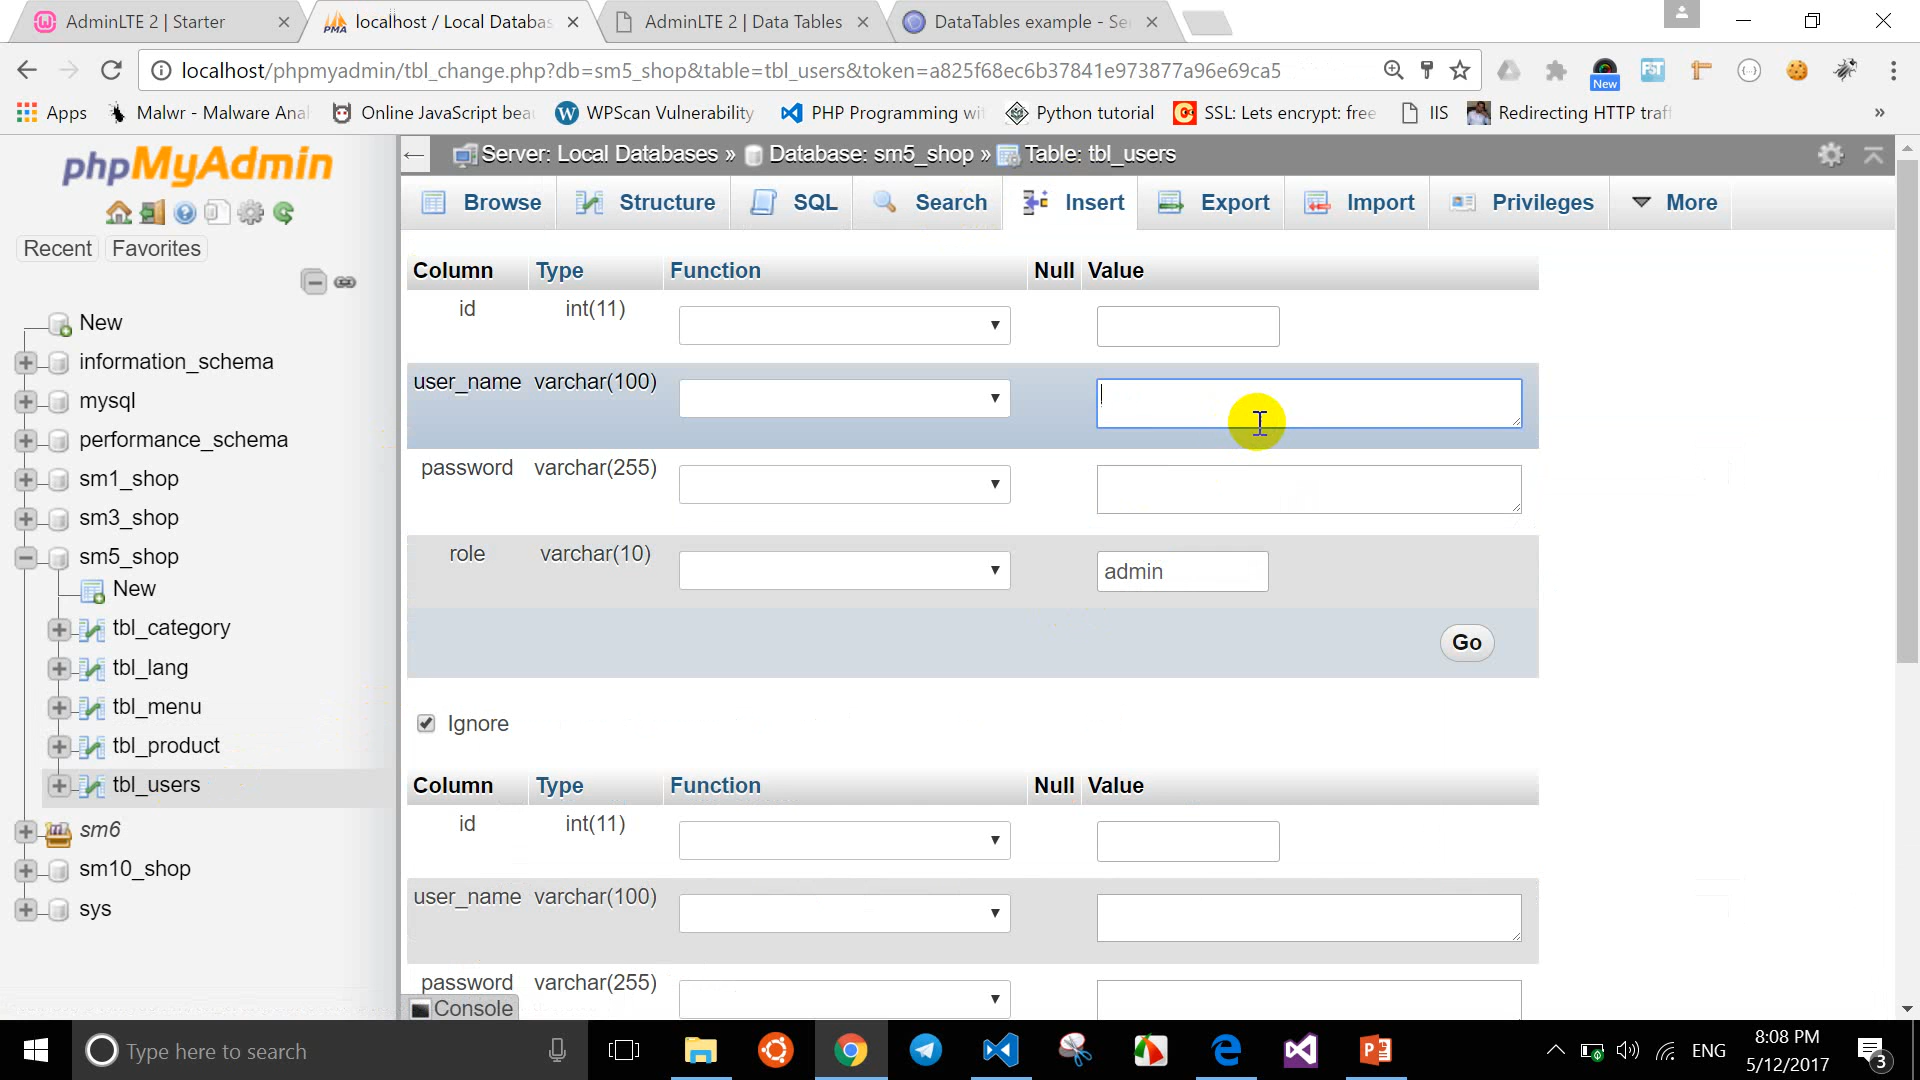 AdminLTE 2 | Starter
localhost / Local Databas
AdminLTE 2 | Data Tables
DataTables example - Se
localhost/phpmyadmin/tbl_change.php?db=sm5_shop&table=tbl_users&token=a825f68ec6b37841e973877a96e69ca5
New
Apps
Malwr - Malware Anal
Online JavaScript bea
WPScan Vulnerability
PHP Programming wi
Python tutorial
SSL: Lets encrypt: free
IIS
Redirecting HTTP traf
»
phpMyAdmin
Recent
Favorites
New
information_schema
mysql
performance_schema
sm1_shop
sm3_shop
sm5_shop
New
tbl_category
tbl_lang
tbl_menu
tbl_product
tbl_users
sm6
sm10_shop
sys
Server: Local Databases » Database: sm5_shop » Table: tbl_users
Browse Structure SQL Search Insert Export Import Privileges More
Column Type Function Null Value
id int(11)
user_name varchar(100)
password varchar(255)
role varchar(10) admin
Go
Ignore
Column Type Function Null Value
id int(11)
user_name varchar(100)
password varchar(255)
Console
Type here to search
ENG
8:08 PM
5/12/2017
3